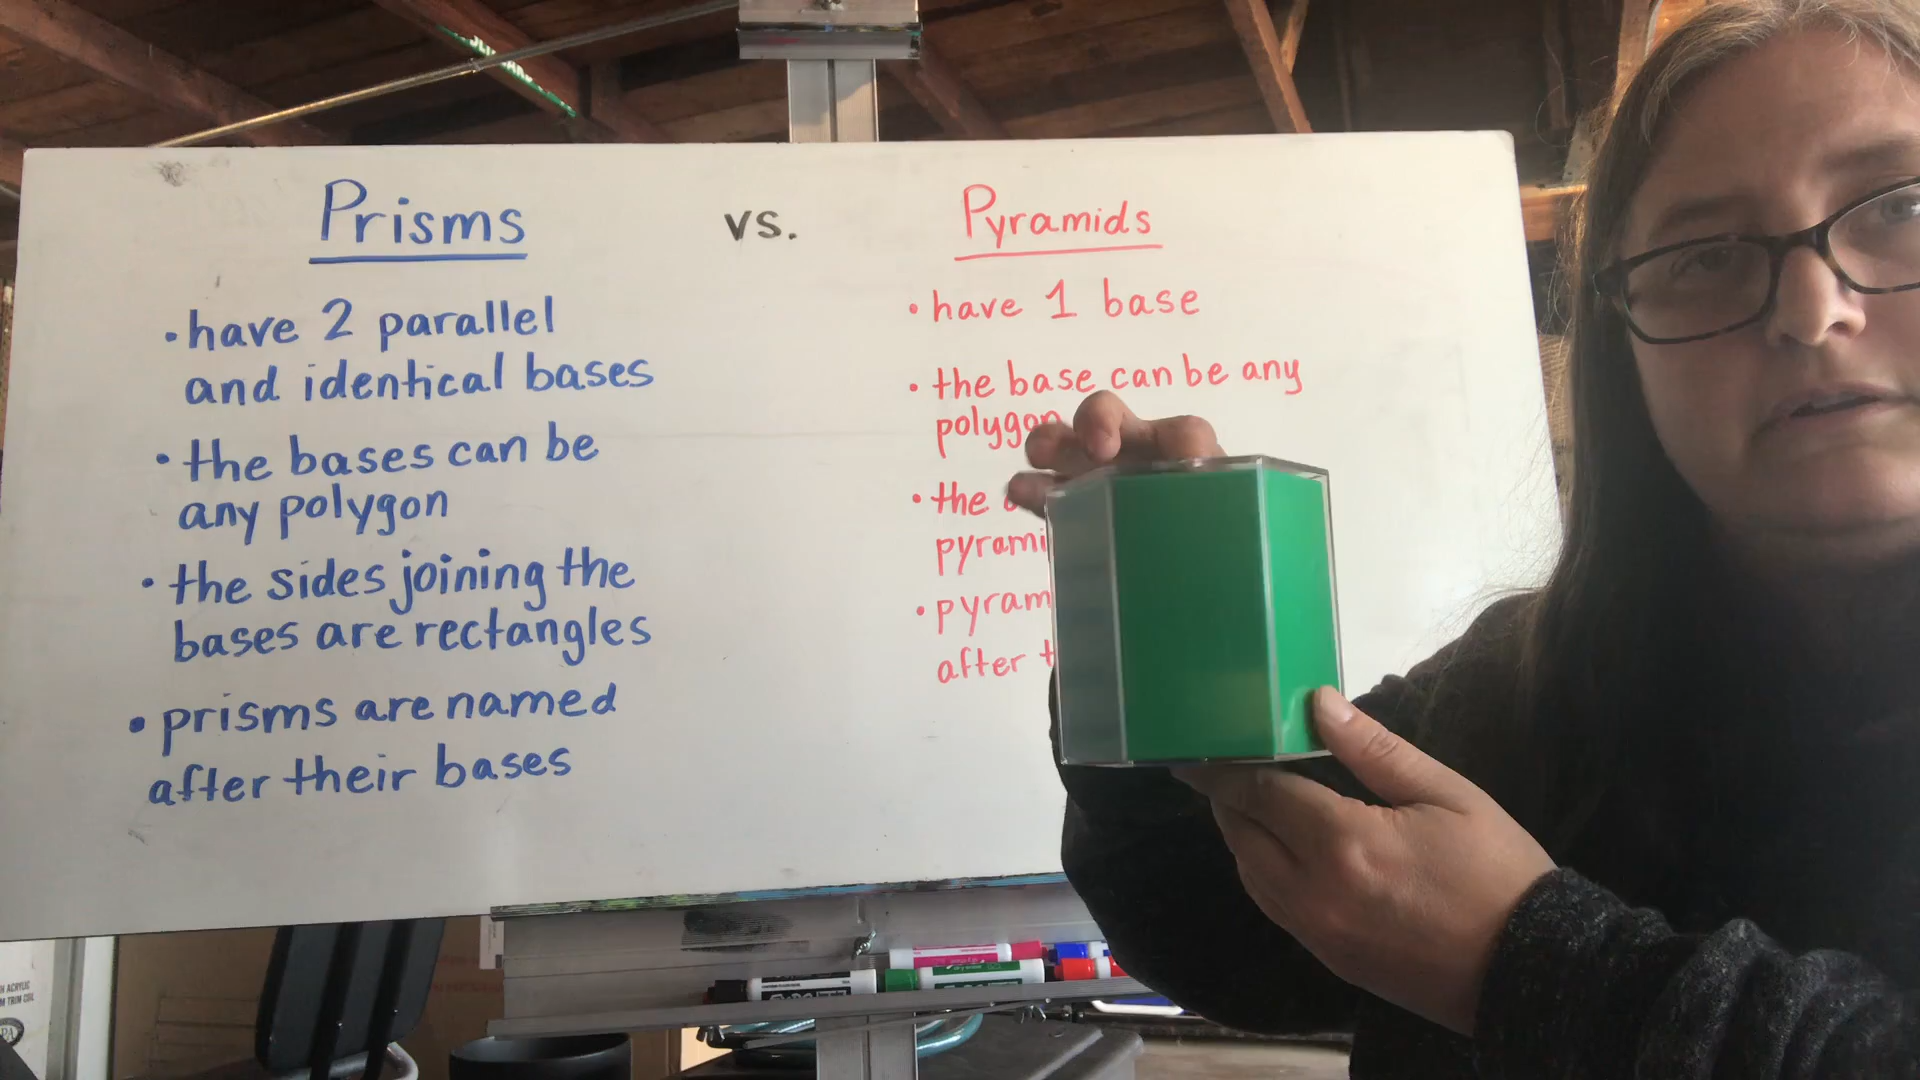 Prisms vs. Pyramids
• have 2 parallel
and identical bases
• the bases can be
any polygon
• the sides joining the
bases are rectangles
• prisms are named
after their bases
• have 1 base
• the base can be any
polygon
• the
pyrami
• pyram
after t